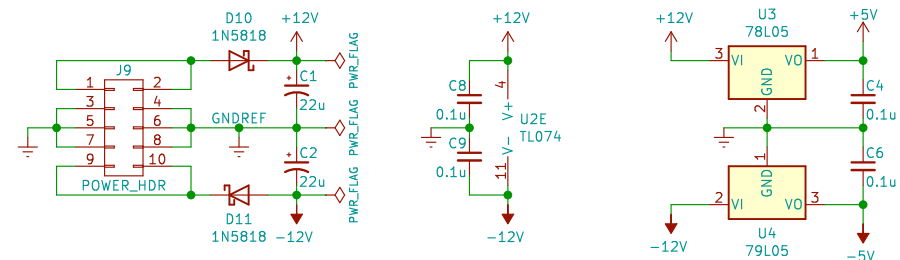 D10
1N5818
+12V
PWR_FLAG
J9
1
2
3
4
5
6
7
8
9
10
POWER_HDR
+
C1
22u
GNDREF
PWR_FLAG
+
C2
22u
PWR_FLAG
D11
1N5818
-12V
+12V
C8
0.1u
4
V+
U2E
TL074
C9
0.1u
V-
11
-12V
+12V
U3
78L05
+5V
3
VI
VO
1
GND
2
C4
0.1u
1
GND
C6
0.1u
2
VI
VO
3
U4
79L05
-12V
-5V